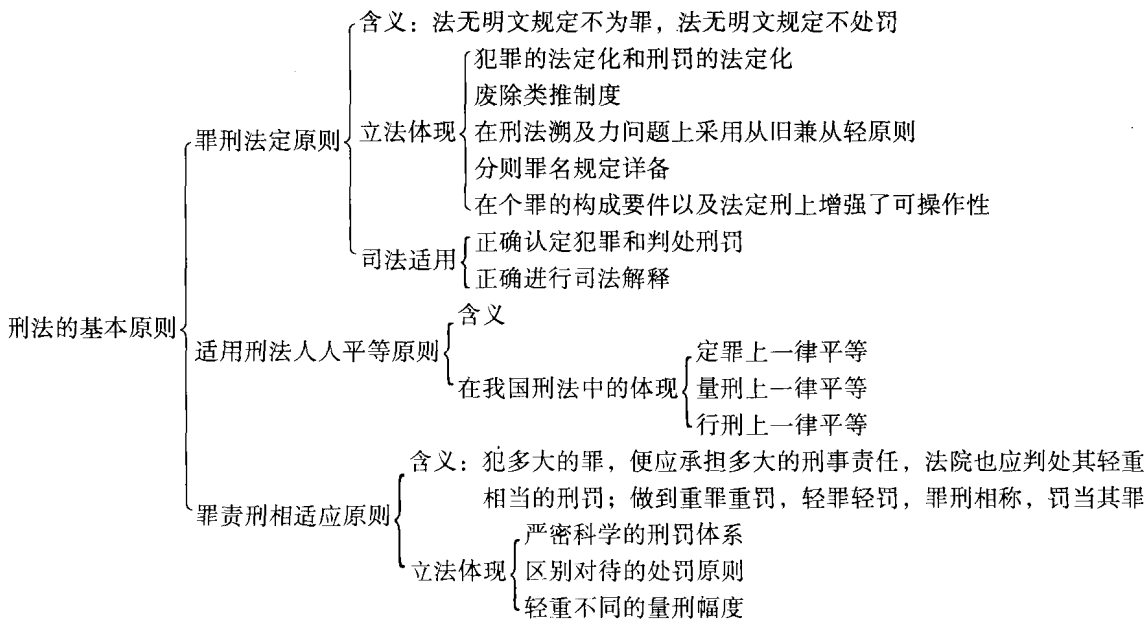 含义：法无明文规定不为罪，法无明文规定不处罚
犯罪的法定化和刑罚的法定化
废除类推制度
罪刑法定原则
立法体现
在刑法溯及力问题上采用从旧兼从轻原则
分则罪名规定详备
在个罪的构成要件以及法定刑上增强了可操作性
正确认定犯罪和判处刑罚
司法适用
正确进行司法解释
刑法的基本原则
含义
适用刑法人人平等原则
定罪上一律平等
在我国刑法中的体现
量刑上一律平等
行刑上一律平等
含义：犯多大的罪，便应承担多大的刑事责任，法院也应判处其轻重
相当的刑罚；做到重罪重罚，轻罪轻罚，罪刑相称，罚当其罪
罪责刑相适应原则
严密科学的刑罚体系
立法体现
区别对待的处罚原则
轻重不同的量刑幅度